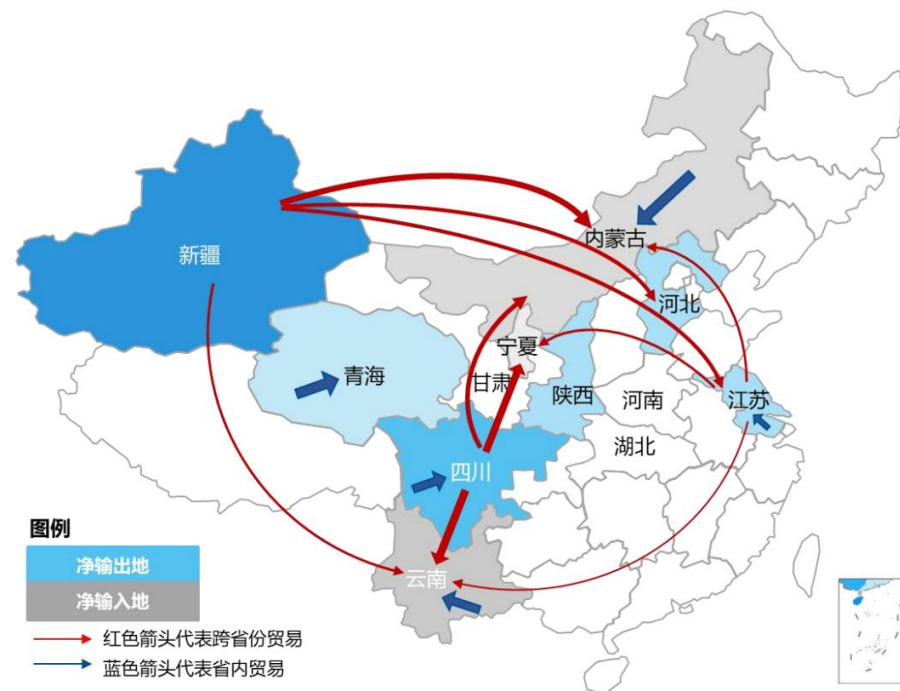 内蒙古
新疆
河北
宁夏
青海
甘肃
陕西
河南
江苏
湖北
四川
云南
图例
净输出地
净输入地
红色箭头代表跨省份贸易
蓝色箭头代表省内贸易